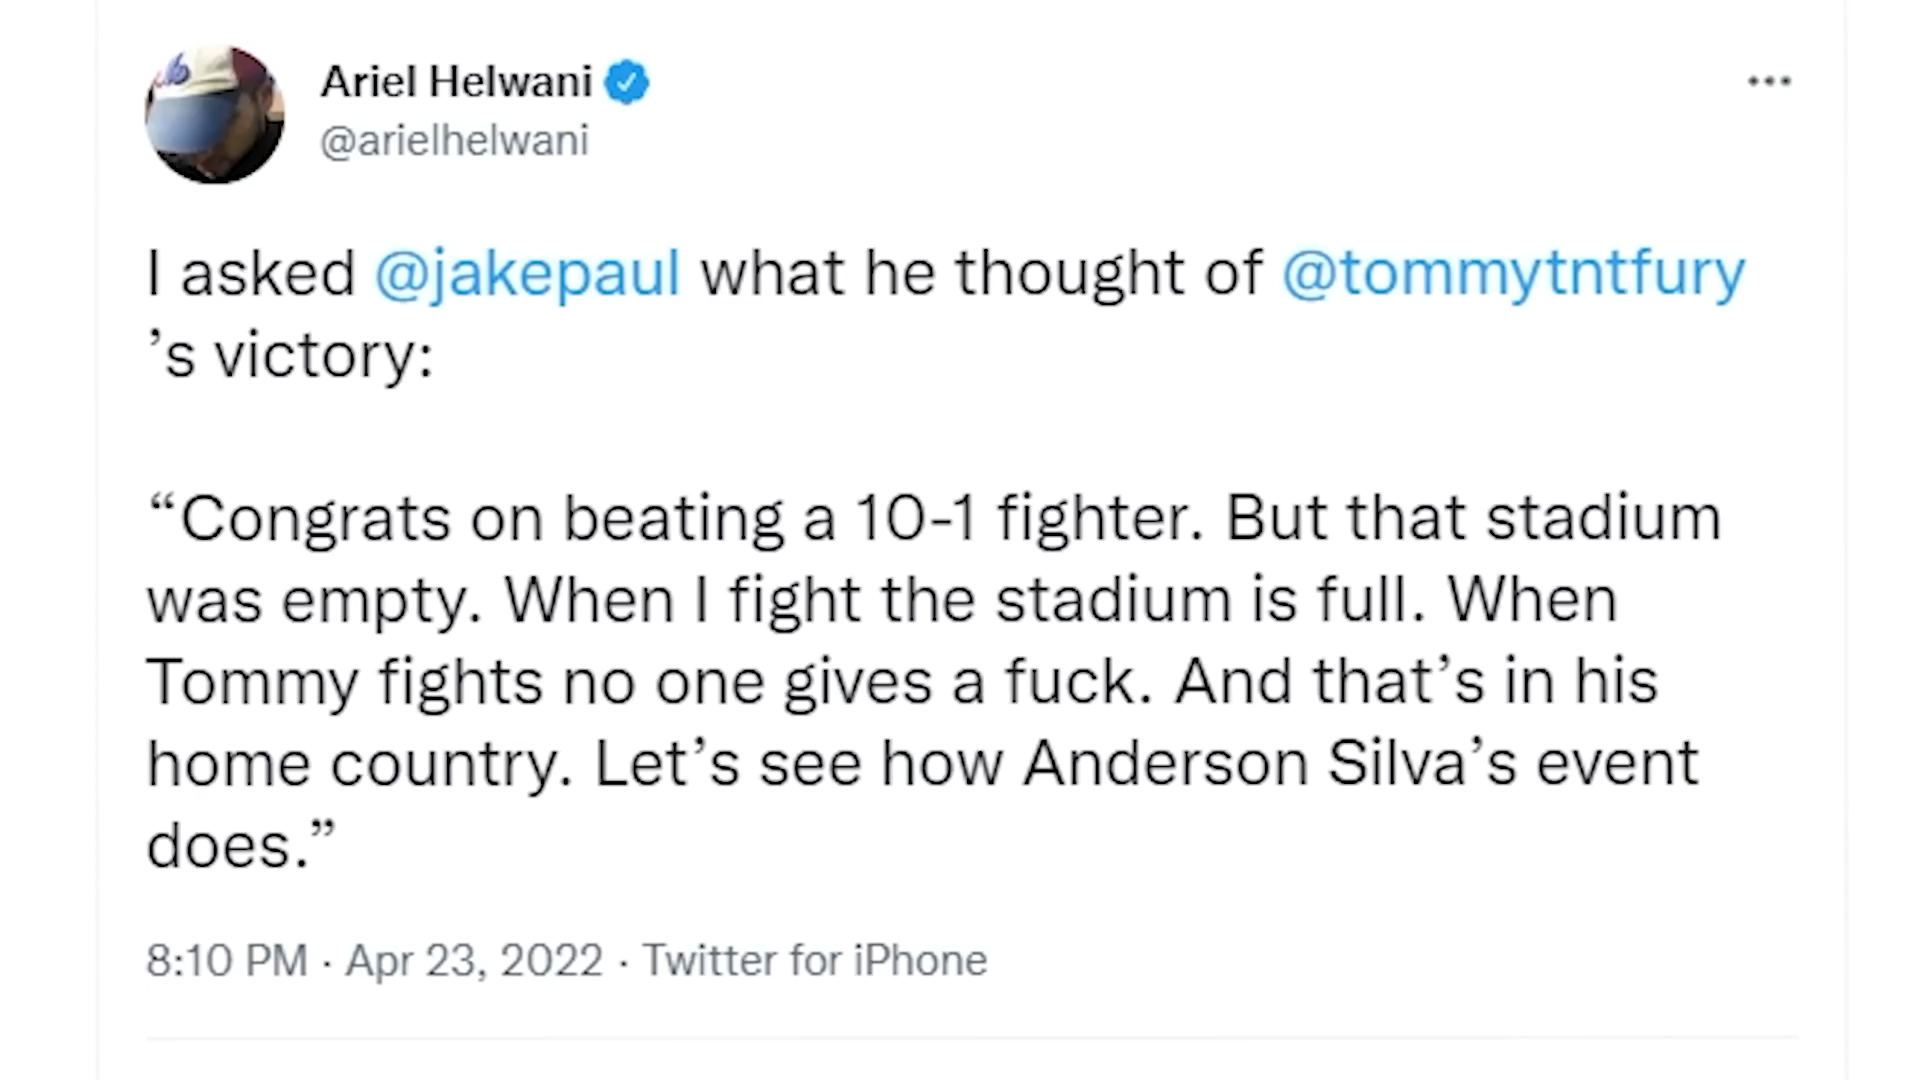 Ariel Helwani
@arielhelwani
I asked @jakepaul what he thought of @tommytntfury
’s victory:
“Congrats on beating a 10-1 fighter. But that stadium
was empty. When I fight the stadium is full. When
Tommy fights no one gives a fuck. And that’s in his
home country. Let’s see how Anderson Silva’s event
does.”
8:10 PM · Apr 23, 2022 · Twitter for iPhone